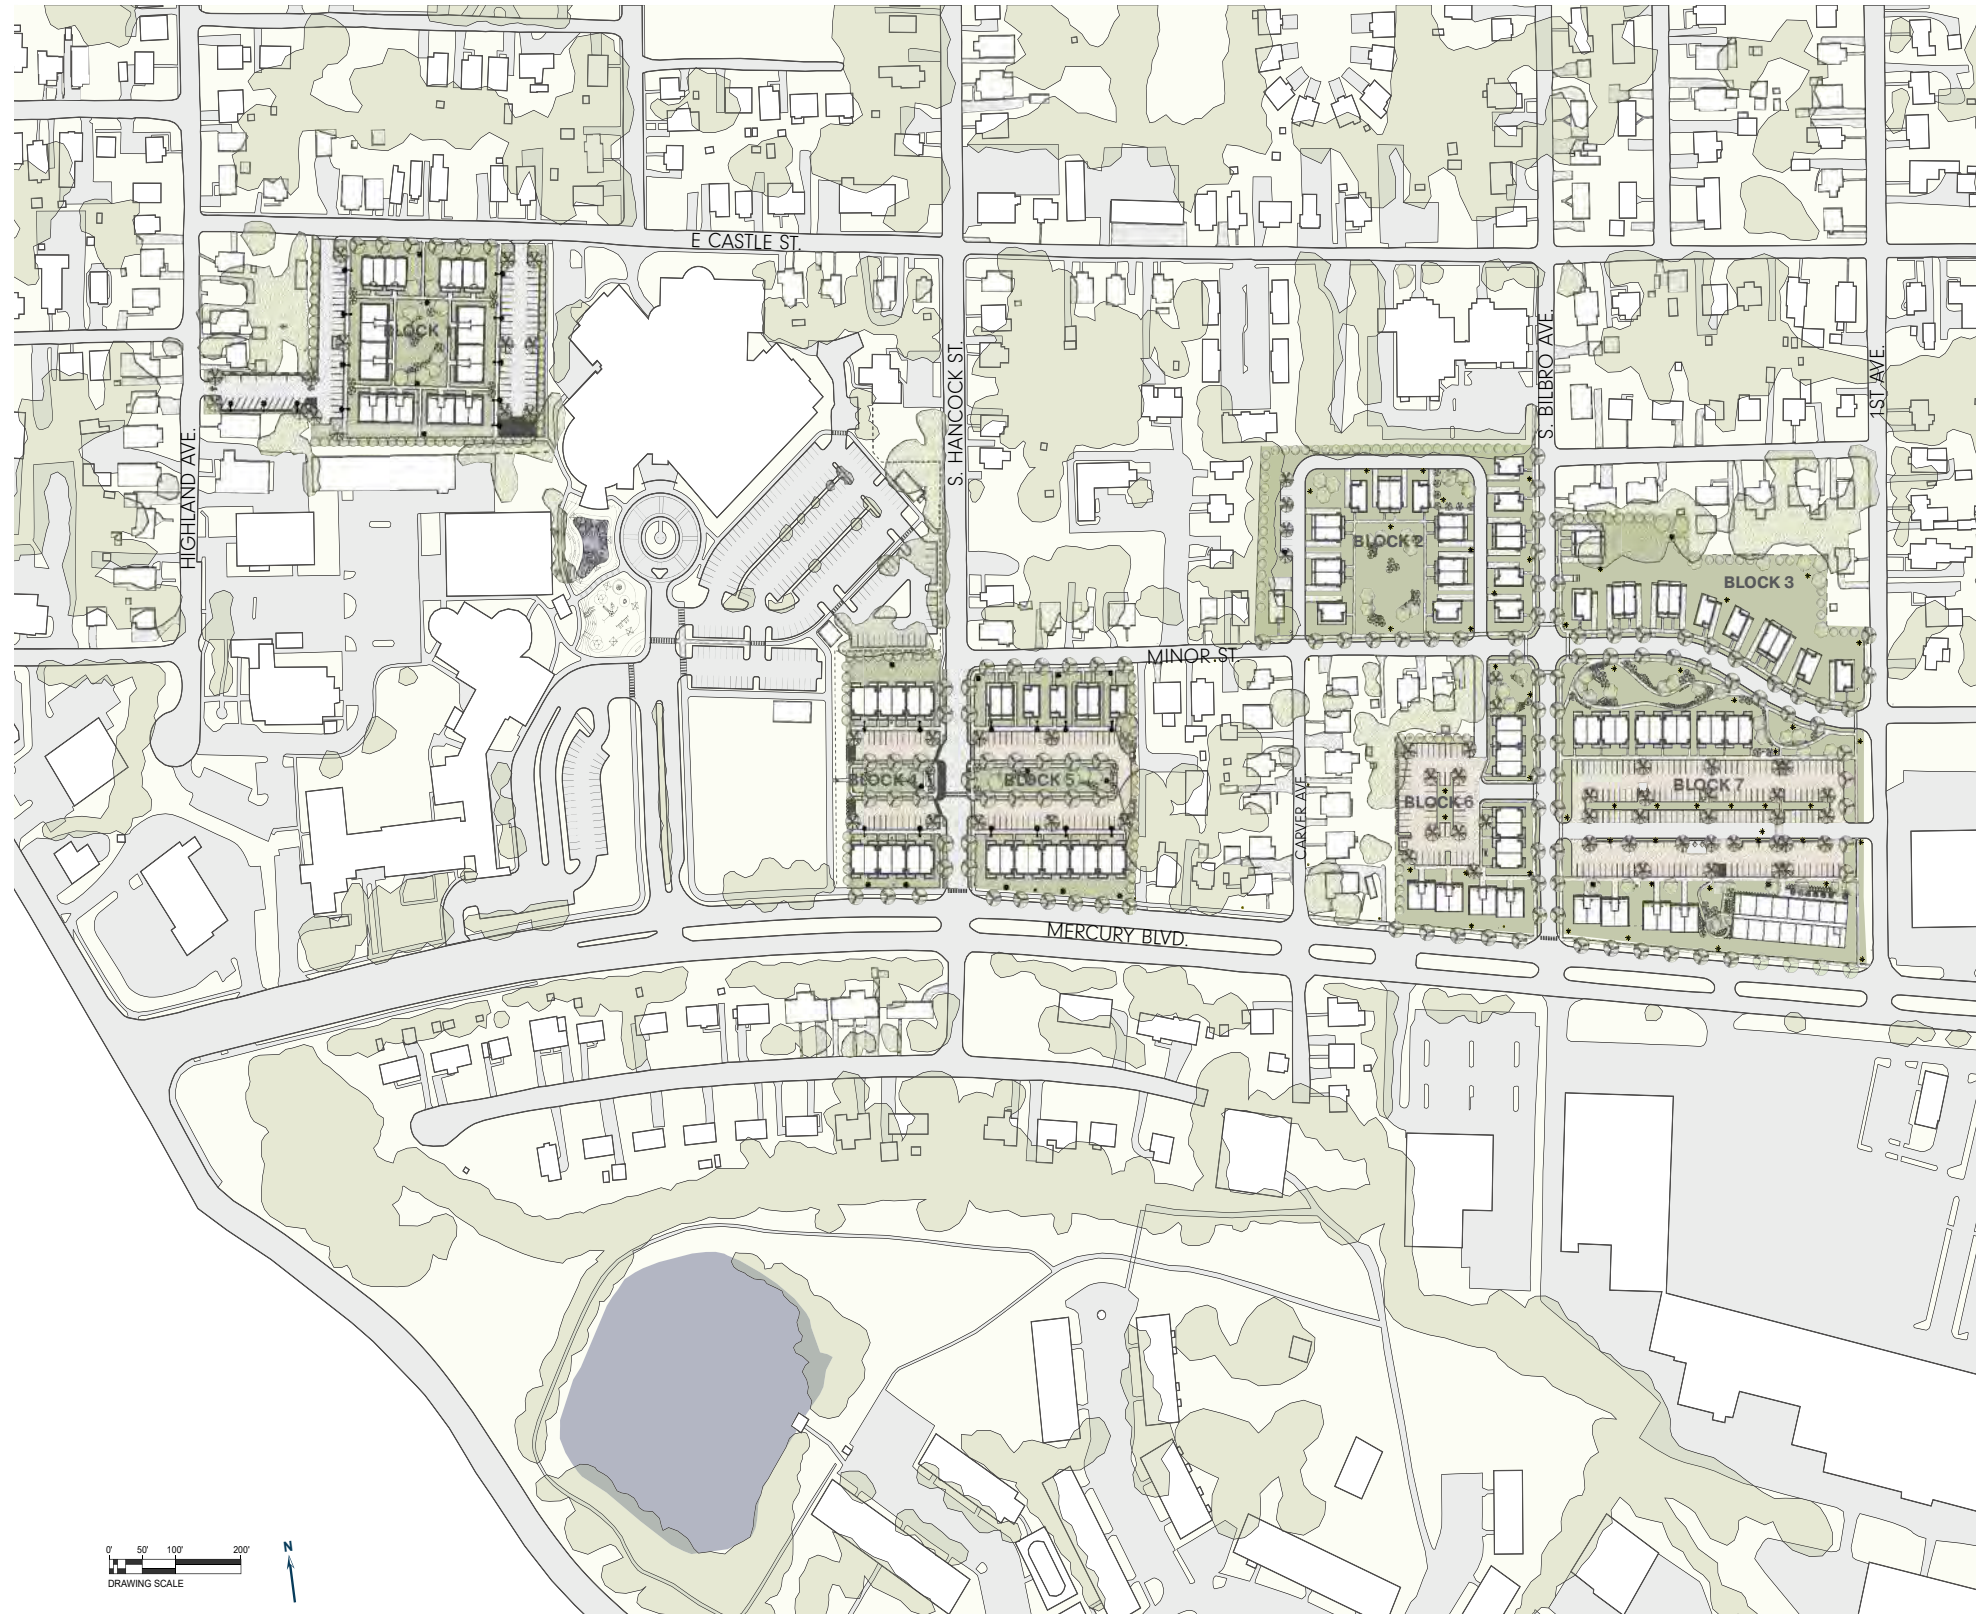 E CASTLE ST.
BLOCK
S. HANCOCK ST.
S. BILBRO AVE.
1ST AVE.
HIGHLAND AVE.
BLOCK 2
BLOCK 3
MINOR ST.
BLOCK 4
BLOCK 5
CARVER AVE
BLOCK 6
BLOCK 7
MERCURY BLVD.
0' 50' 100' 200'
DRAWING SCALE
N